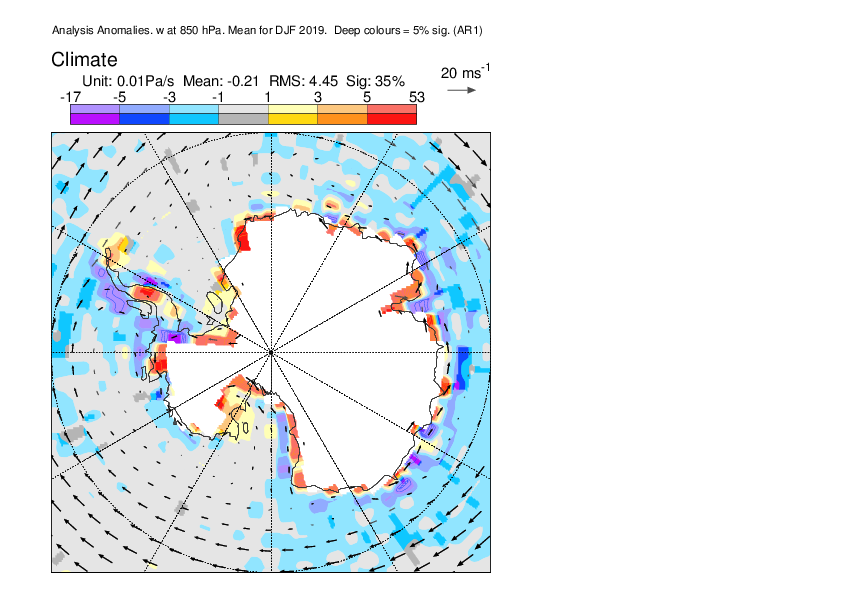 Analysis Anomalies. w at 850 hPa. Mean for DJF 2019.  Deep colours = 5% sig. (AR1)
Climate
Unit: 0.01Pa/s  Mean: -0.21  RMS: 4.45  Sig: 35%
20 ms-1
-17 -5 -3 -1 1 3 5 53